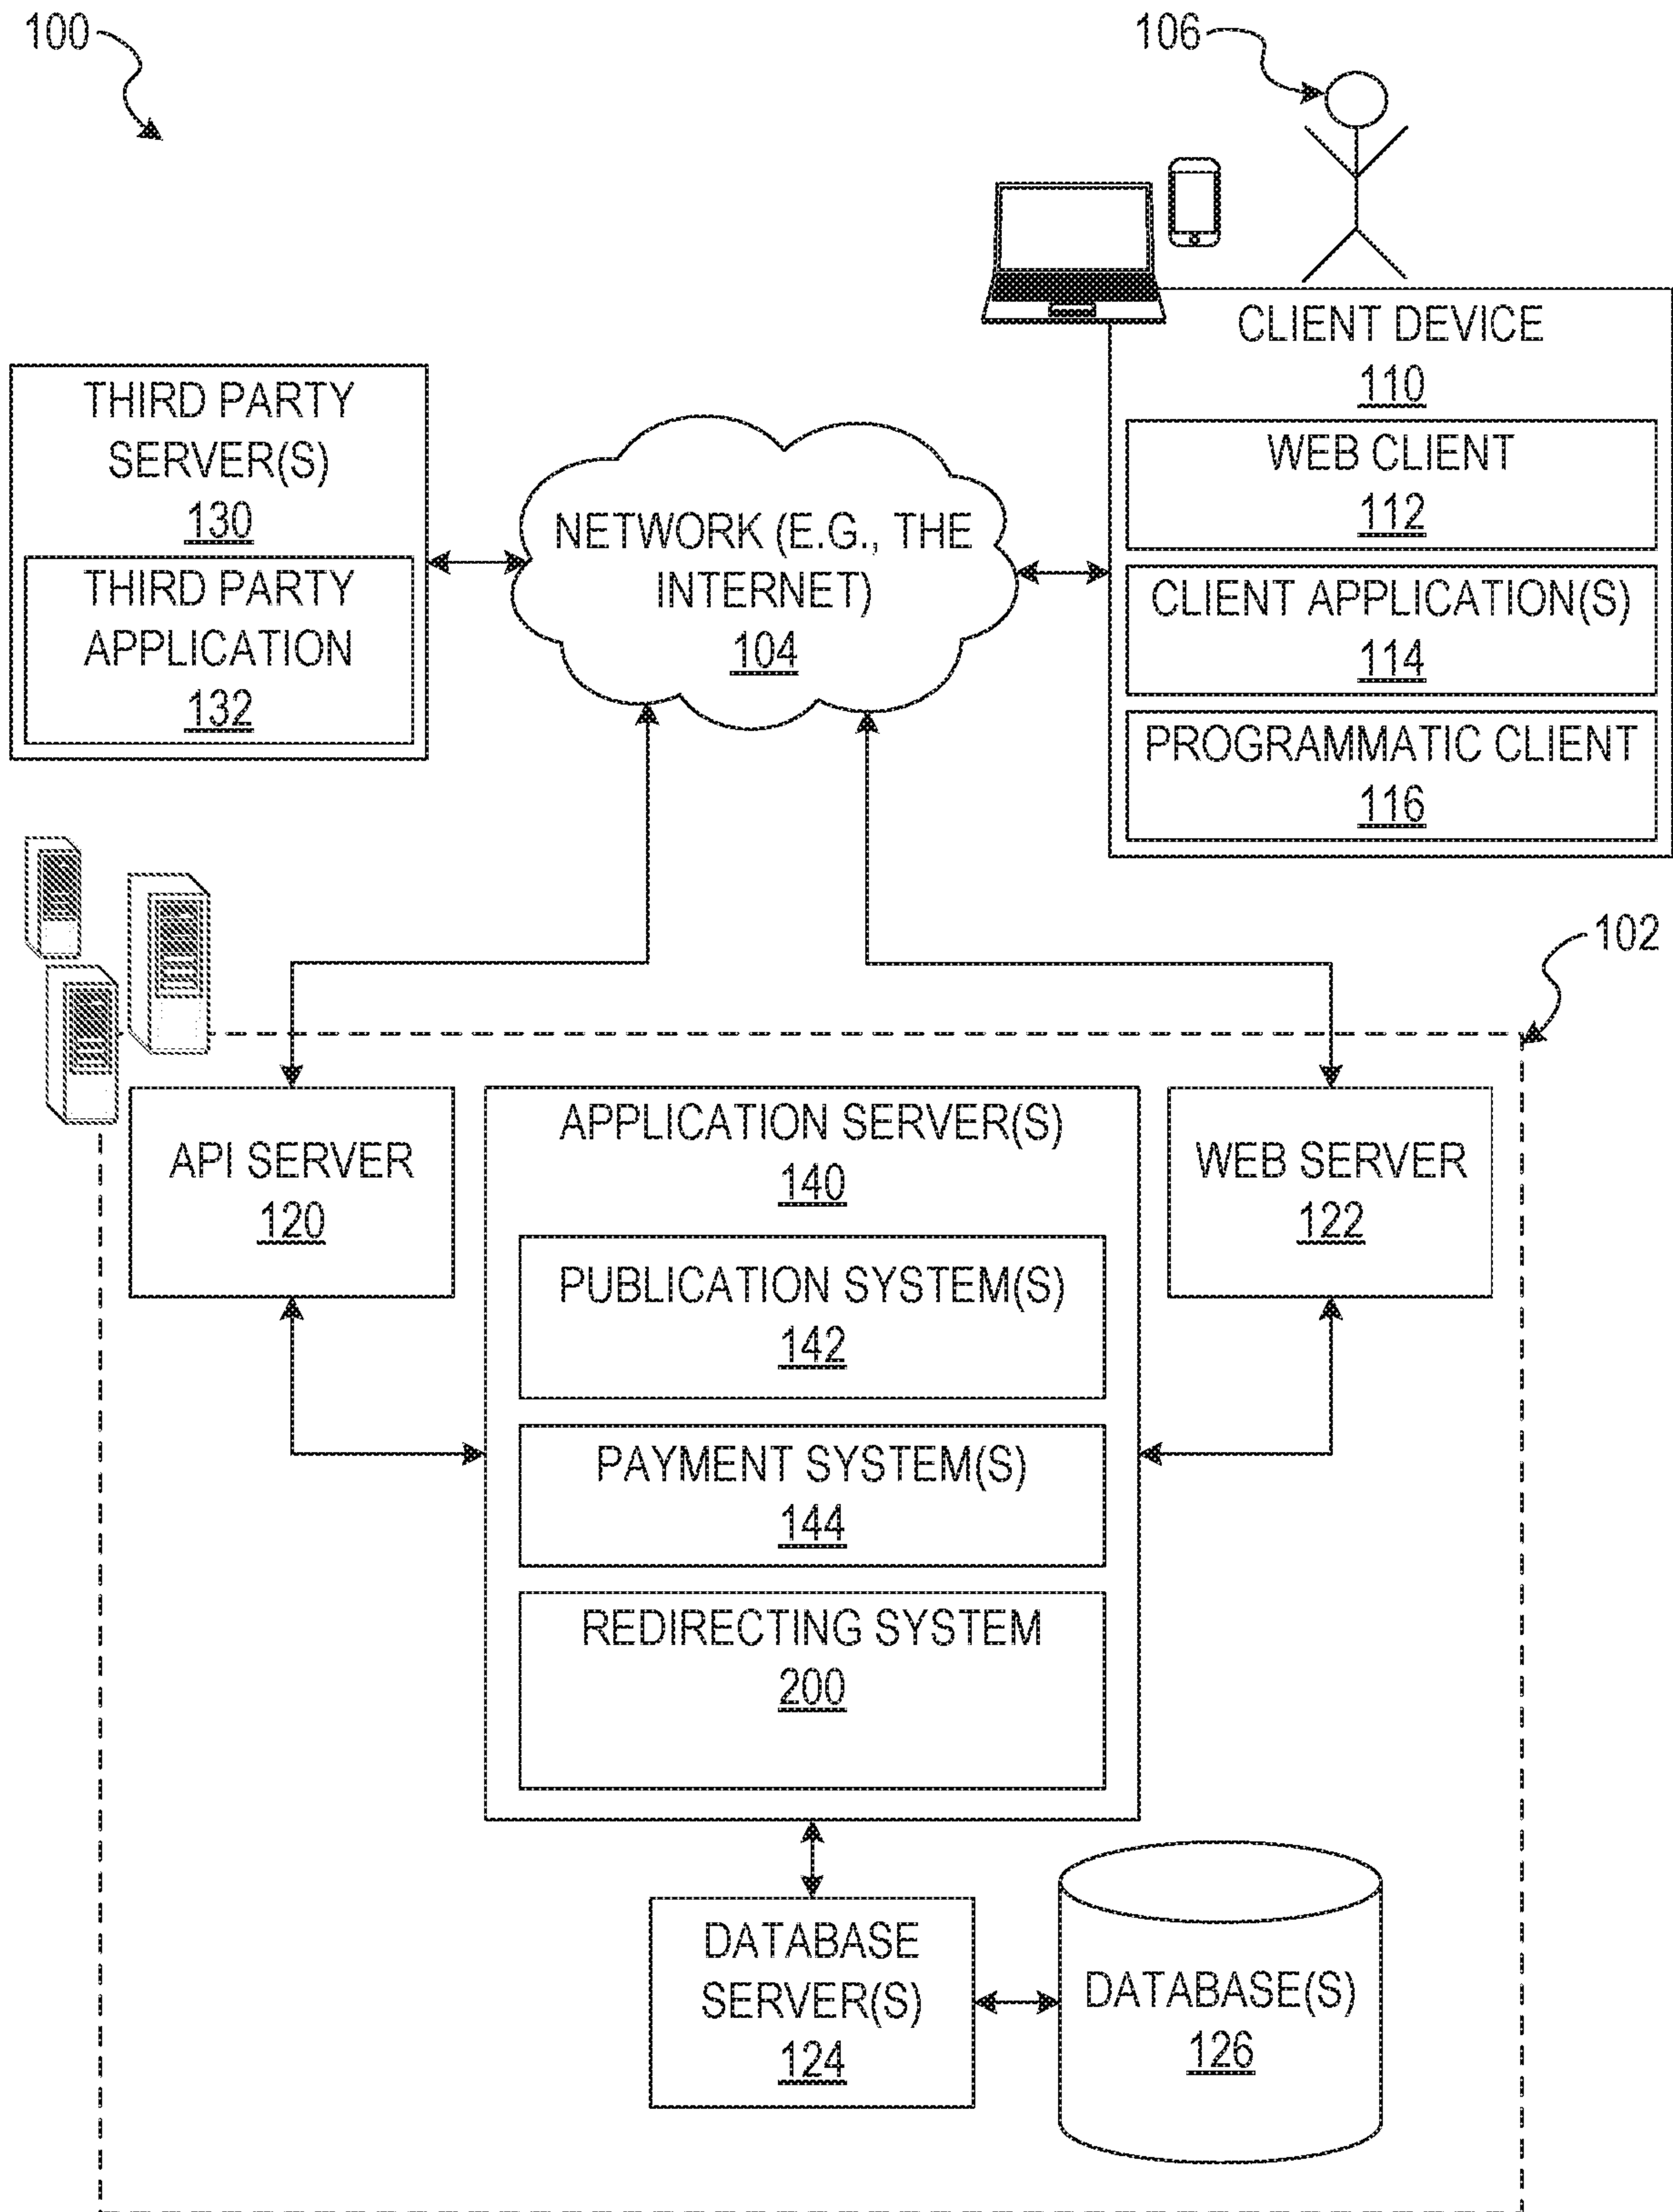 100
106
CLIENT DEVICE
110
WEB CLIENT
112
CLIENT APPLICATION(S)
114
PROGRAMMATIC CLIENT
116
THIRD PARTY
SERVER(S)
130
THIRD PARTY
APPLICATION
132
NETWORK (E.G., THE
INTERNET)
104
102
API SERVER
120
APPLICATION SERVER(S)
140
PUBLICATION SYSTEM(S)
142
PAYMENT SYSTEM(S)
144
REDIRECTING SYSTEM
200
WEB SERVER
122
DATABASE
SERVER(S)
124
DATABASE(S)
126